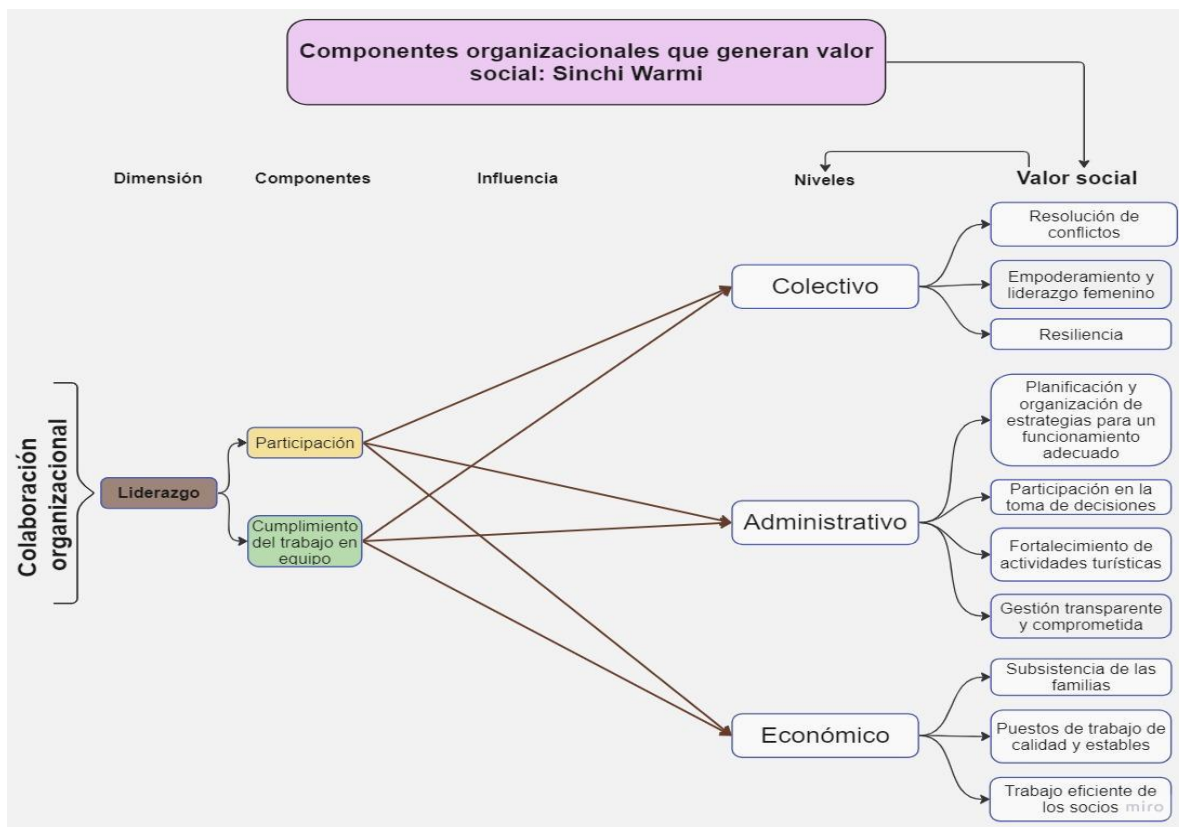 Componentes organizacionales que generan valor
social: Sinchi Warmi
Dimensión
Componentes
Influencia
Niveles
Valor social
Colaboración
organizacional
Liderazgo
Participación
Cumplimiento
del trabajo en
equipo
Colectivo
Resolución de
conflictos
Empoderamiento y
liderazgo femenino
Resiliencia
Administrativo
Planificación y
organización de
estrategias para un
funcionamiento
adecuado
Participación en la
toma de decisiones
Fortalecimiento de
actividades turísticas
Gestión transparente
y comprometida
Económico
Subsistencia de las
familias
Puestos de trabajo de
calidad y estables
Trabajo eficiente de
los socios
miro